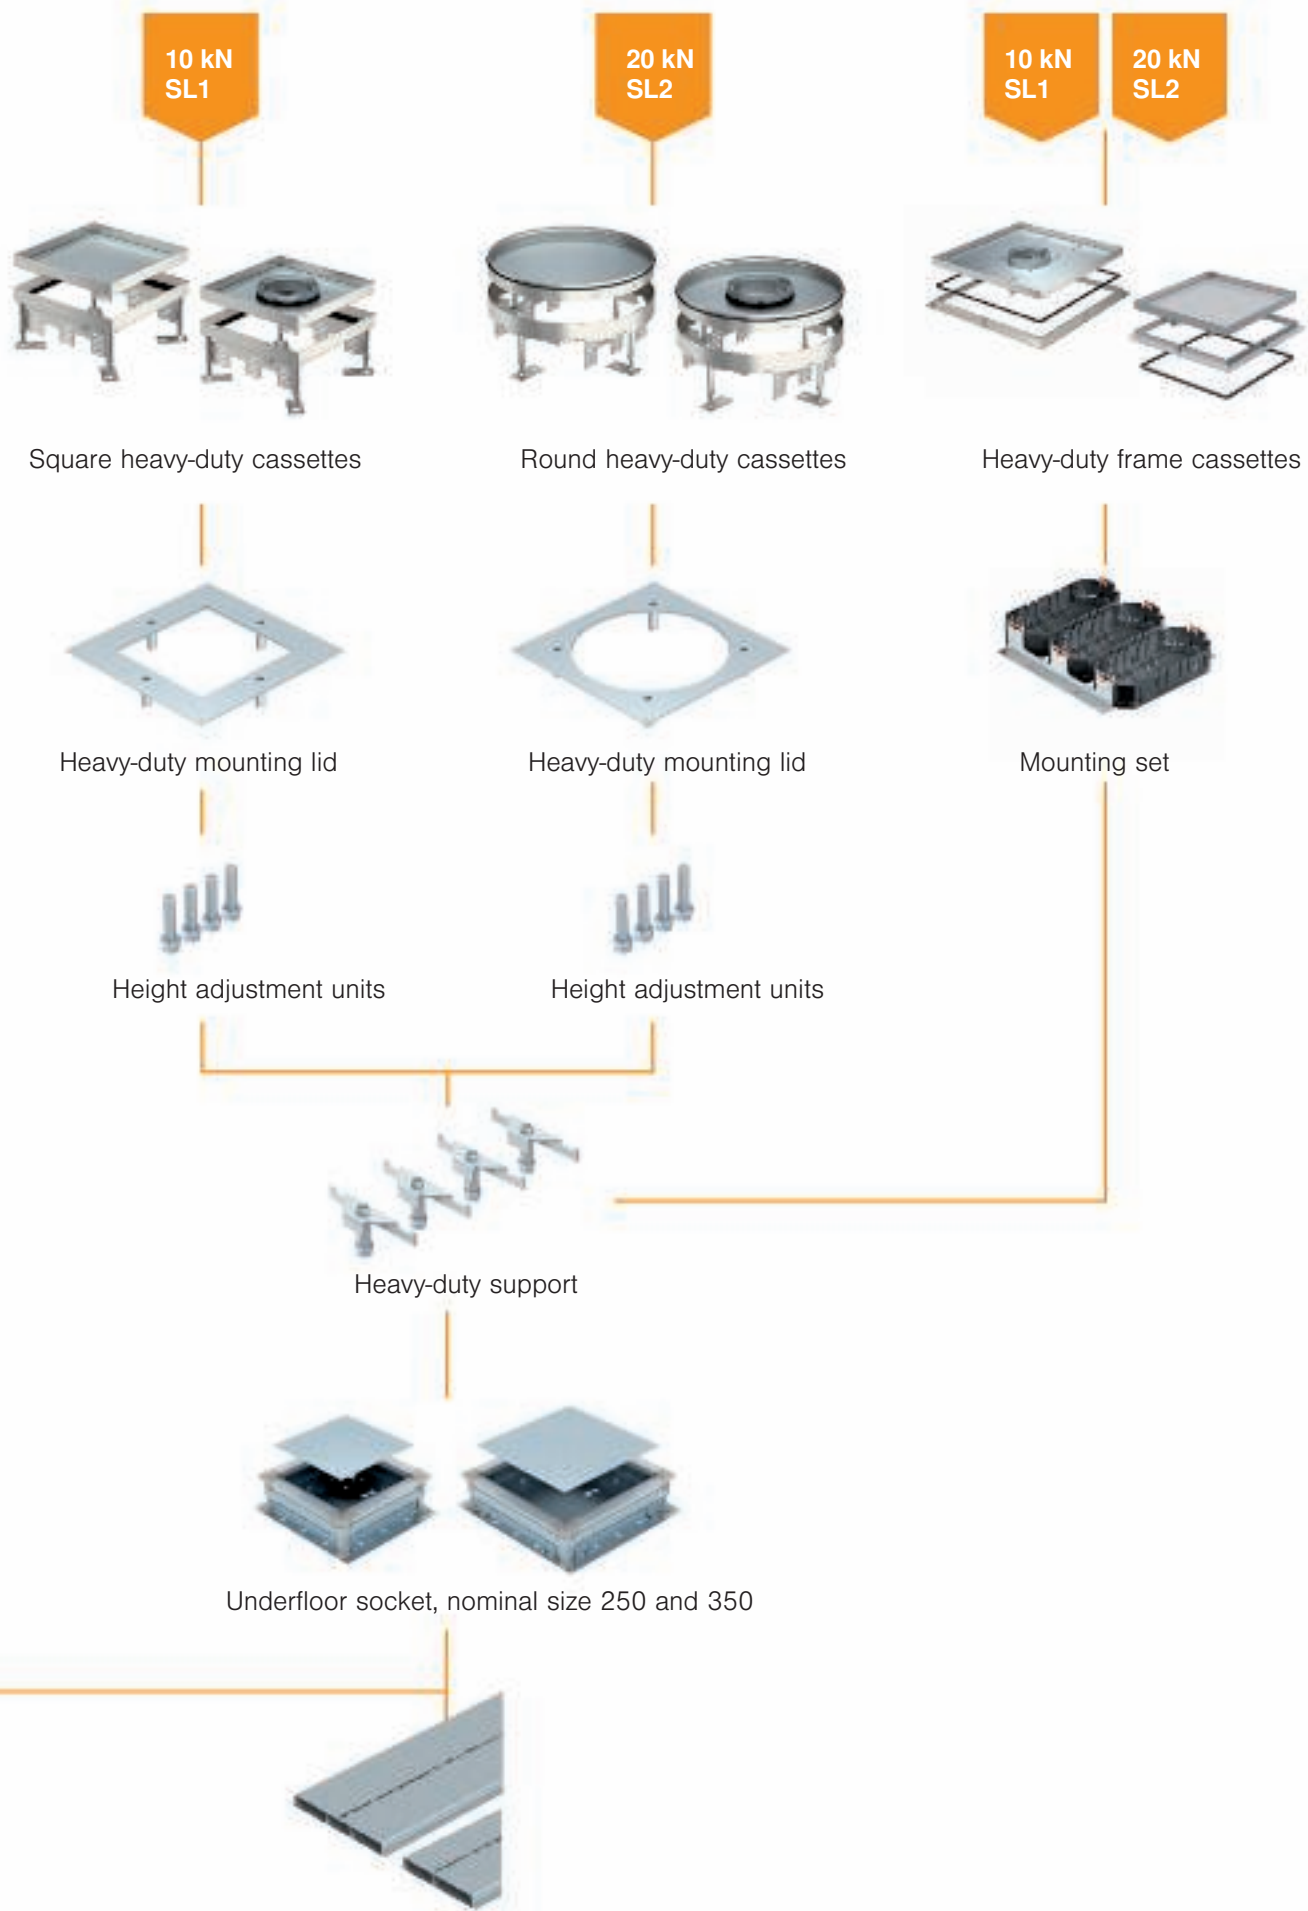 10 kN
SL1
20 kN
SL2
10 kN
SL1
20 kN
SL2
Square heavy-duty cassettes
Round heavy-duty cassettes
Heavy-duty frame cassettes
Heavy-duty mounting lid
Heavy-duty mounting lid
Mounting set
Height adjustment units
Height adjustment units
Heavy-duty support
Underfloor socket, nominal size 250 and 350